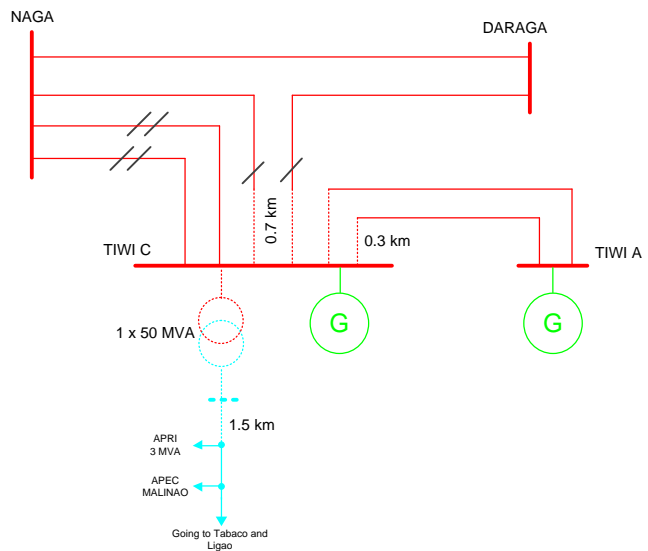 NAGA
DARAGA
0.7 km
0.3 km
TIWI C
TIWI A
G
G
1 x 50 MVA
1.5 km
APRI
3 MVA
APEC
MALINAO
Going to Tabaco and
Ligao